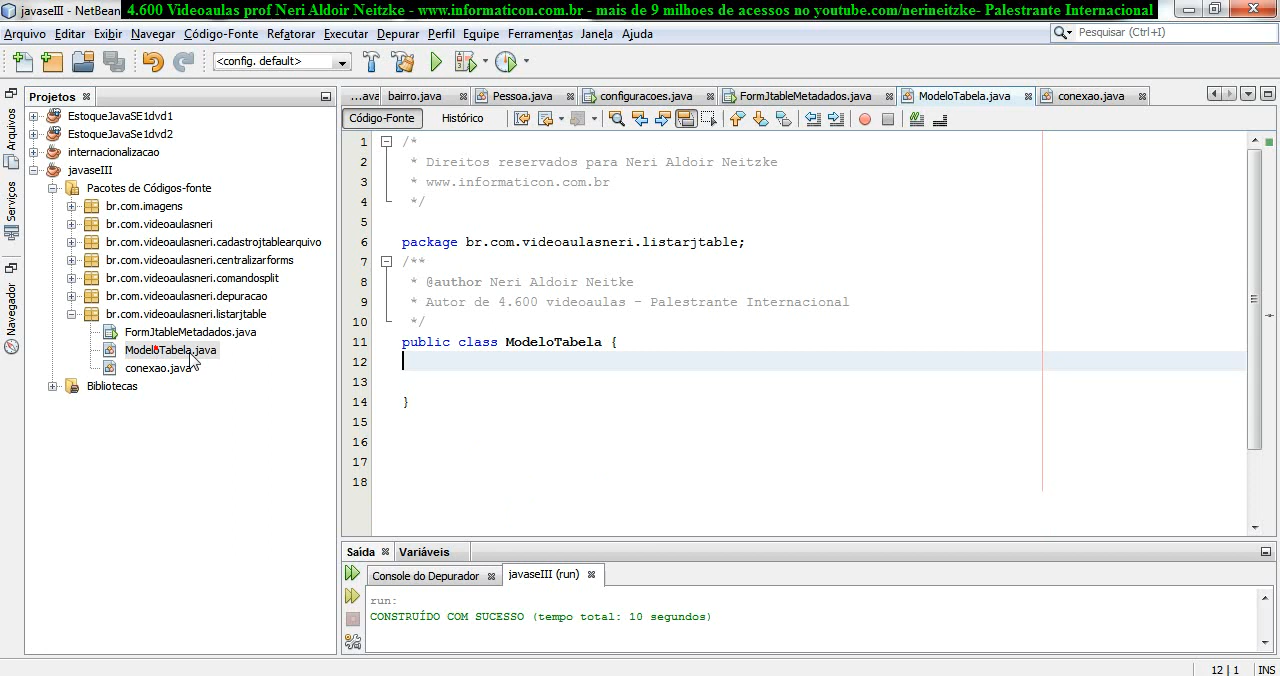 javaseIII - NetBean
4.600 Videoaulas prof Neri Aldoir Neitzke - www.informaticon.com.br - mais de 9 milhoes de acessos no youtube.com/nerineitzke- Palestrante Internacional
Arquivo Editar Exibir Navegar Código-Fonte Refatorar Executar Depurar Perfil Equipe Ferramentas Janela Ajuda
Pesquisar (Ctrl+I)
<config. default>
Projetos
...ava bairro.java Pessoa.java configuracoes.java FormJtableMetadados.java ModeloTabela.java conexao.java
Código-Fonte Histórico
Arquivos
Serviços
Navegador
EstoqueJavaSE1dvd1
EstoqueJavaSe1dvd2
internacionalizacao
javaseIII
Pacotes de Códigos-fonte
br.com.imagens
br.com.videoaulasneri
br.com.videoaulasneri.cadastrojtablearquivo
br.com.videoaulasneri.centralizarforms
br.com.videoaulasneri.comandosplit
br.com.videoaulasneri.depuracao
br.com.videoaulasneri.listarjtable
FormJtableMetadados.java
ModeloTabela.java
conexao.java
Bibliotecas
1 /*
2 * Direitos reservados para Neri Aldoir Neitzke
3 * www.informaticon.com.br
4 */
5
6 package br.com.videoaulasneri.listarjtable;
7 /**
8 * @author Neri Aldoir Neitke
9 * Autor de 4.600 videoaulas - Palestrante Internacional
10 */
11 public class ModeloTabela {
12
13
14 }
15
16
17
18
Saída Variáveis
Console do Depurador javaseIII (run)
run:
CONSTRUÍDO COM SUCESSO (tempo total: 10 segundos)
12 | 1 INS